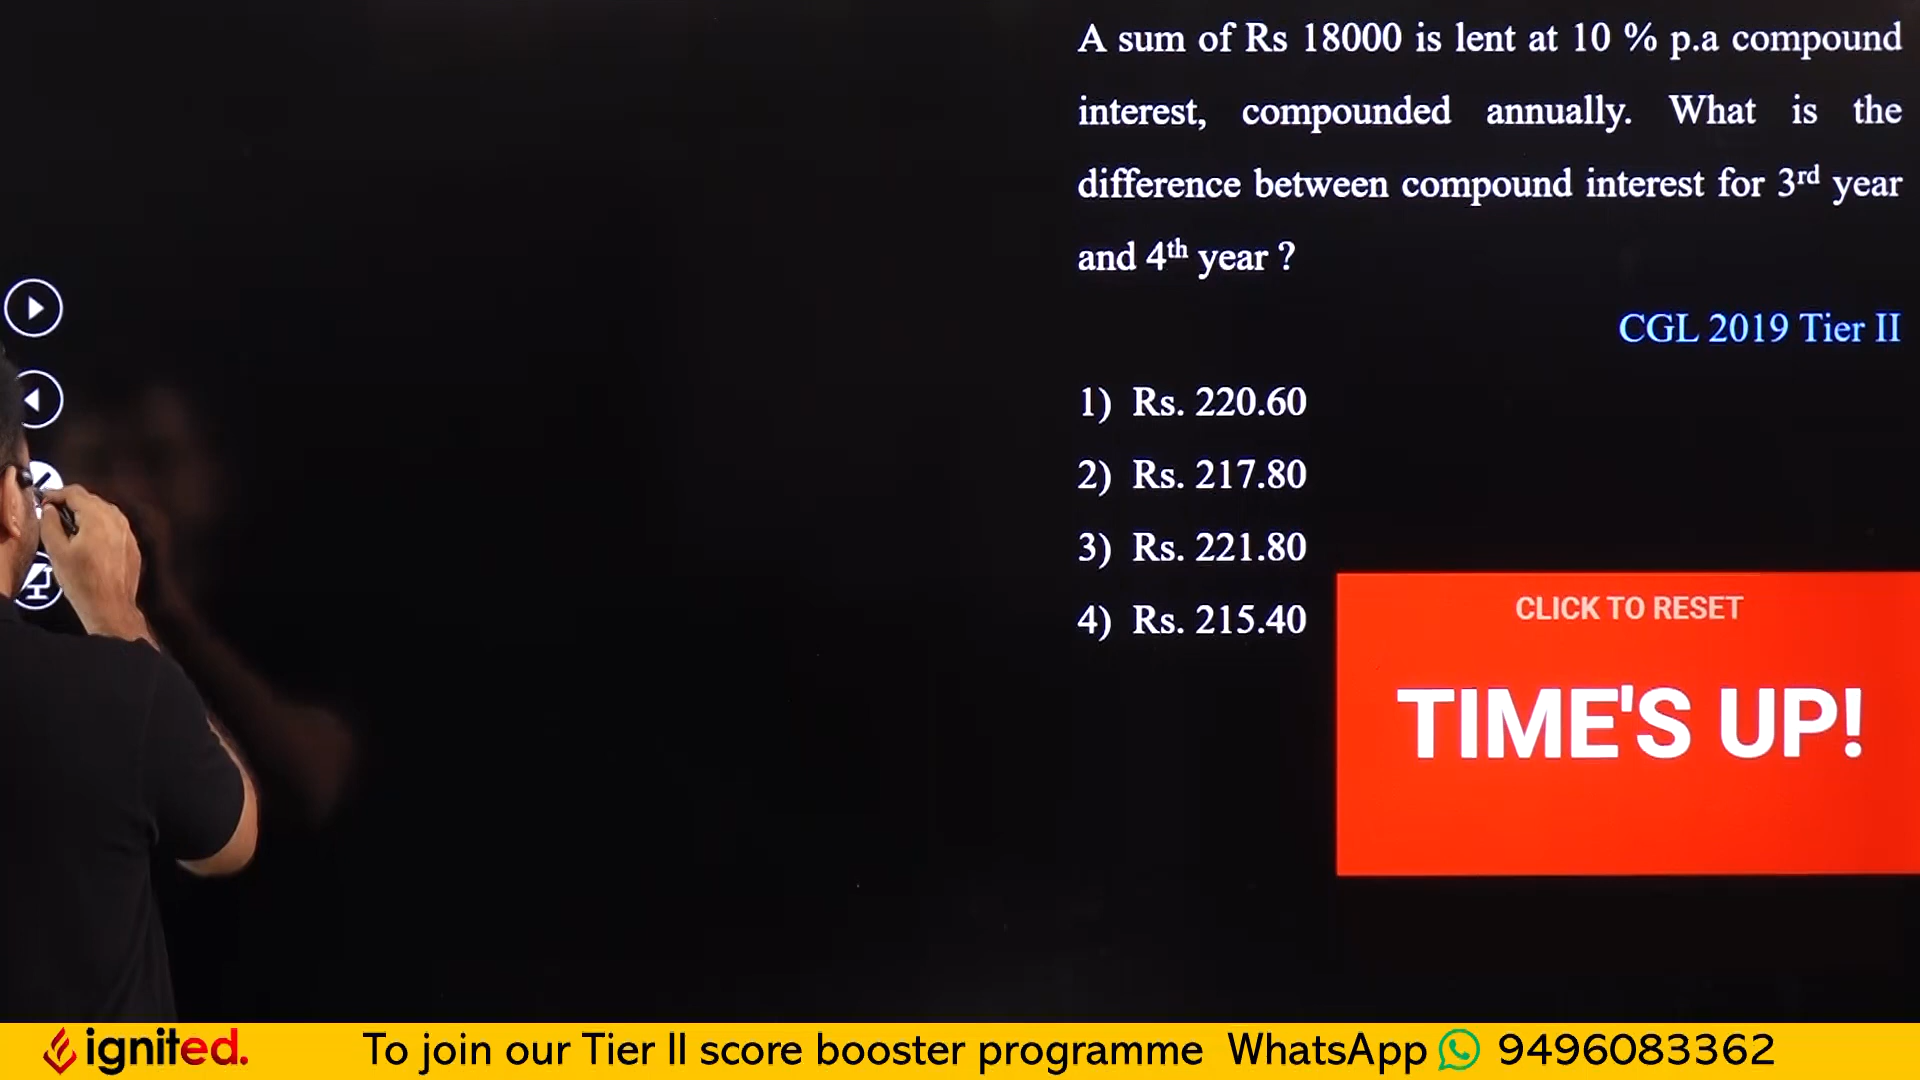 A sum of Rs 18000 is lent at 10 % p.a compound
interest, compounded annually. What is the
difference between compound interest for 3rd year
and 4th year ?
CGL 2019 Tier II
1) Rs. 220.60
2) Rs. 217.80
3) Rs. 221.80
4) Rs. 215.40
CLICK TO RESET
TIME'S UP!
ignited. To join our Tier II score booster programme WhatsApp 9496083362